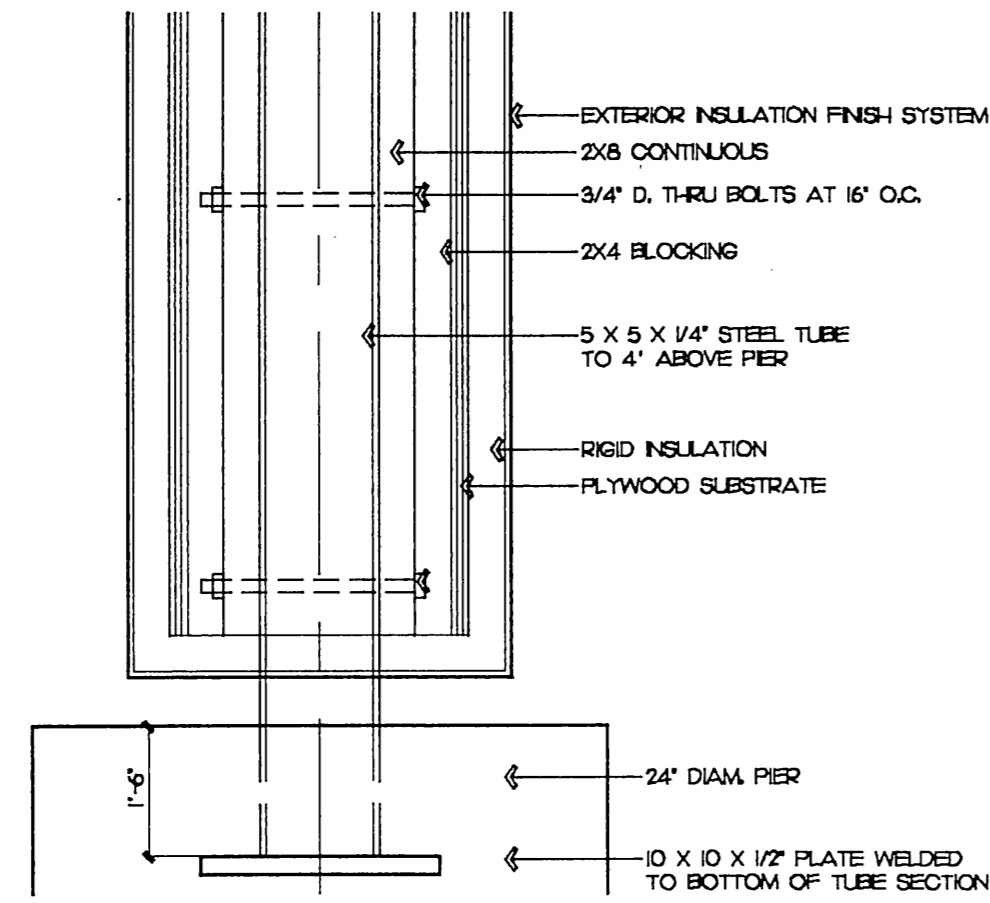 EXTERIOR INSULATION FINISH SYSTEM
2X8 CONTINUOUS
3/4" D. THRU BOLTS AT 16" O.C.
2X4 BLOCKING
5 X 5 X 1/4" STEEL TUBE
TO 4' ABOVE PIER
RIGID INSULATION
PLYWOOD SUBSTRATE
1'-6"
24" DIAM. PIER
10 X 10 X 1/2" PLATE WELDED
TO BOTTOM OF TUBE SECTION